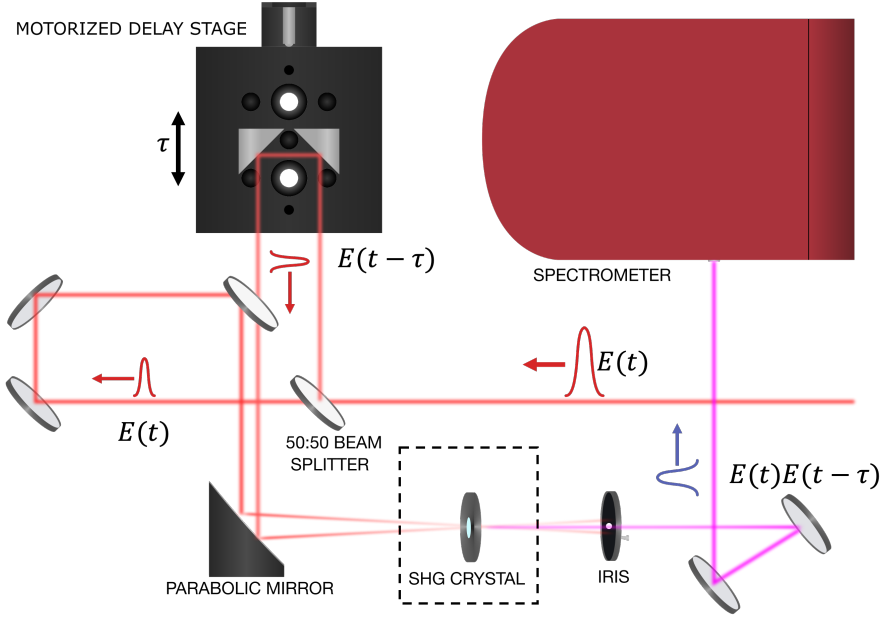 MOTORIZED DELAY STAGE
τ
E(t − τ)
SPECTROMETER
E(t)
E(t)
50:50 BEAM
SPLITTER
E(t)E(t − τ)
PARABOLIC MIRROR
SHG CRYSTAL
IRIS